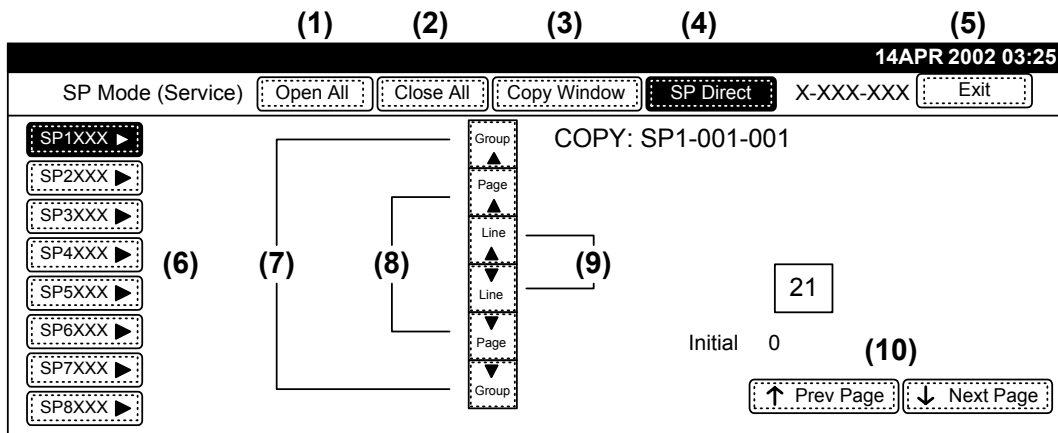 (1) (2) (3) (4) (5)
14APR 2002 03:25
SP Mode (Service) Open All Close All Copy Window SP Direct X-XXX-XXX Exit
SP1XXX ▶ Group ▲ COPY: SP1-001-001
SP2XXX ▶ Page ▲
SP3XXX ▶ Line ▲
SP4XXX ▶ (6) (7) (8) (9)
SP5XXX ▶ ▼ Line 21
SP6XXX ▶ ▼ Page Initial 0 (10)
SP7XXX ▶ ▼ Group ↑ Prev Page ↓ Next Page
SP8XXX ▶